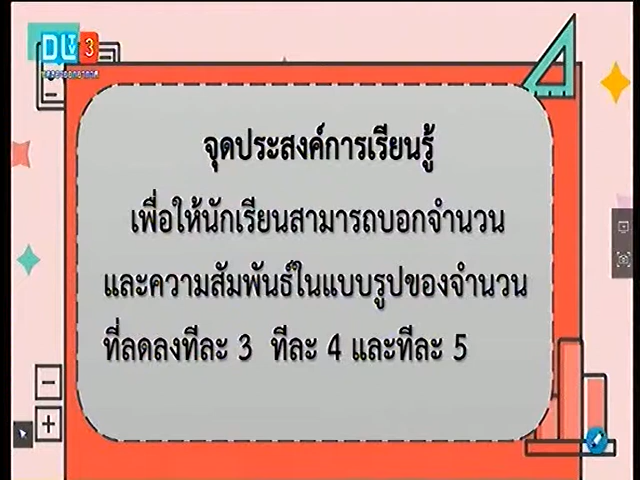 DLTV 3
จุดประสงค์การเรียนรู้
เพื่อให้นักเรียนสามารถบอกจำนวน
และความสัมพันธ์ในแบบรูปของจำนวน
ที่ลดลงทีละ 3 ทีละ 4 และทีละ 5